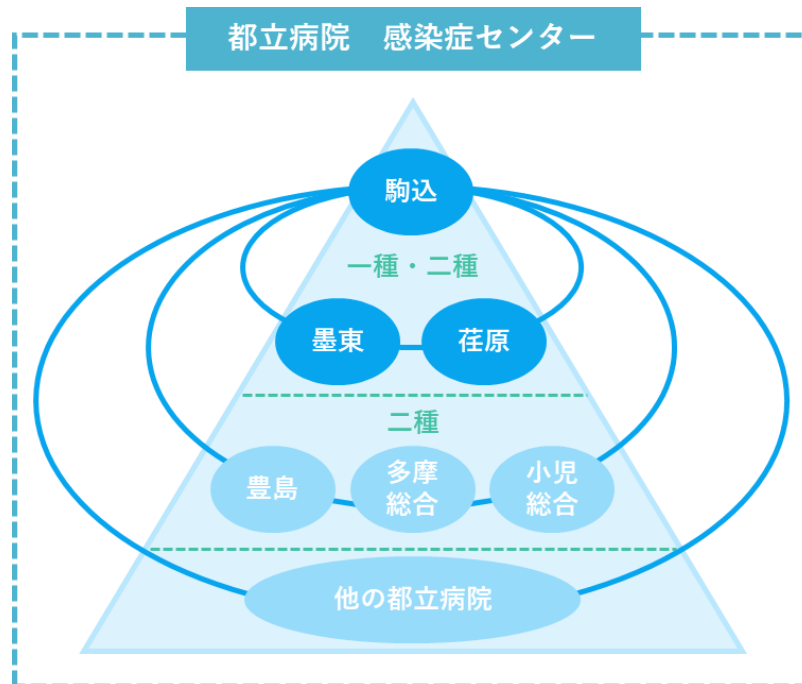 都立病院　感染症センター
駒込
一種・二種
墨東
荏原
二種
豊島
多摩
総合
小児
総合
他の都立病院